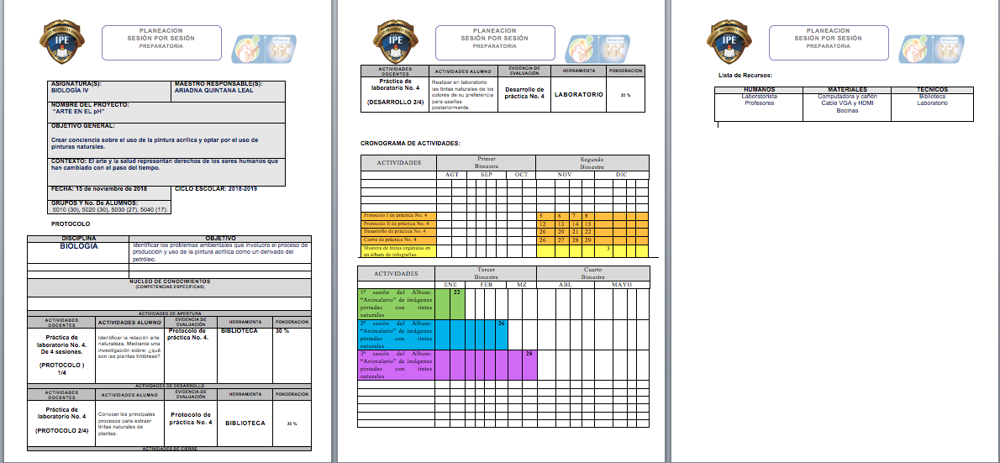 IPE
PLANEACION
SESIÓN POR SESIÓN
PREPARATORIA
SGC
ASIGNATURA(S):
BIOLOGÍA IV
MAESTRO RESPONSABLE(S):
ARIADNA QUINTANA LEAL
NOMBRE DEL PROYECTO:
"ARTE EN EL pH"
OBJETIVO GENERAL:
Crear conciencia sobre el uso de la pintura acrílica y optar por el uso de
pinturas naturales.
CONTEXTO: El arte y la salud representan derechos de los seres humanos que
han cambiado con el paso del tiempo.
FECHA: 15 de noviembre de 2018
CICLO ESCOLAR: 2018-2019
GRUPOS Y No. De ALUMNOS:
5010 (30), 5020 (30), 5030 (27), 5040 (17).
PROTOCOLO
DISCIPLINA
OBJETIVO
BIOLOGÍA
Identificar los problemas ambientales que involucra el proceso de
producción y uso de la pintura acrílica como un derivado del
petróleo.
NUCLEO DE CONOCIMIENTOS
(COMPETENCIAS ESPECIFICAS)
ACTIVIDADES DE APERTURA
ACTIVIDADES
DOCENTES
ACTIVIDADES ALUMNO
EVIDENCIA DE
EVALUACIÓN
HERRAMIENTA
PONDERACION
Práctica de
laboratorio No. 4.
De 4 sesiones.
(PROTOCOLO )
1/4
Identificar la relación arte
naturaleza. Mediante una
investigación sobre: ¿qué
son las plantas tintóreas?
Protocolo de
práctica No. 4.
BIBLIOTECA
30 %
ACTIVIDADES DE DESARROLLO
ACTIVIDADES
DOCENTES
ACTIVIDADES ALUMNO
EVIDENCIA DE
EVALUACIÓN
HERRAMIENTA
PONDERACION
Práctica de
laboratorio No. 4
(PROTOCOLO 2/4)
Conocer los principales
procesos para extraer
tintas naturales de
plantas.
Protocolo de
práctica No. 4
BIBLIOTECA
30 %
ACTIVIDADES DE CIERRE
IPE
PLANEACION
SESIÓN POR SESIÓN
PREPARATORIA
SGC
ACTIVIDADES
DOCENTES
ACTIVIDADES ALUMNO
EVIDENCIA DE
EVALUACIÓN
HERRAMIENTA
PONDERACIÓN
Práctica de
laboratorio No. 4
(DESARROLLO 2/4)
Realizar en laboratorio
las tintas naturales de los
colores de su preferencia
para usarlas
posteriormente.
Desarrollo de
práctica No. 4
LABORATORIO
30 %
CRONOGRAMA DE ACTIVIDADES:
ACTIVIDADES
Primer
Bimestre
Segundo
Bimestre
AGT SEP OCT NOV DIC
Protocolo I de práctica No. 4 5 6 7 8
Protocolo II de práctica No. 4 12 13 14 15
Desarrollo de práctica No. 4 20 20 21 22
Cierre de práctica No. 4 26 27 28 29
Muestra de tintas orgánicas en 3
un álbum de infografías.
ACTIVIDADES
Tercer
Bimestre
Cuarto
Bimestre
ENE FEB MZ ABL MAYO
1ª sesión del Álbum: 22
"Animalario" de imágenes
pintadas con tintas
naturales
2ª sesión del Álbum: 26
"Animalario" de imágenes
pintadas con tintas
naturales
3ª sesión del Álbum: 28
"Animalario" de imágenes
pintadas con tintas
naturales
IPE
PLANEACION
SESIÓN POR SESIÓN
PREPARATORIA
SGC
Lista de Recursos:
HUMANOS MATERIALES TECNICOS
Laboratorista Computadora y cañón Biblioteca
Profesores Cable VGA y HDMI Laboratorio
Bocinas